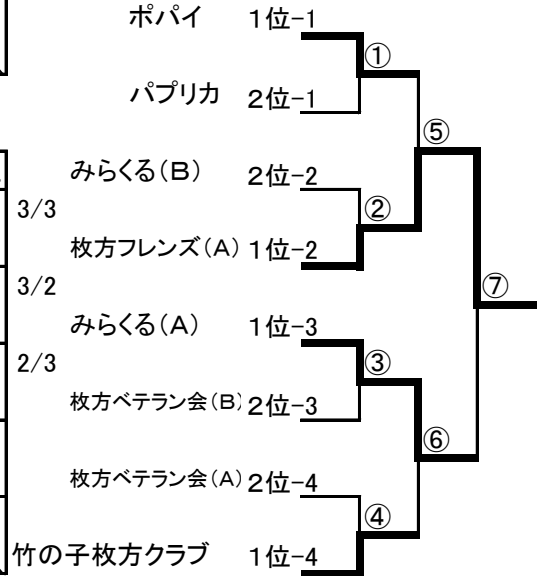 ポパイ 1位-1
①
パプリカ 2位-1
⑤
みらくる(B) 2位-2
3/3
②
枚方フレンズ(A) 1位-2
3/2
⑦
みらくる(A) 1位-3
2/3
③
枚方ベテラン会(B) 2位-3
⑥
枚方ベテラン会(A) 2位-4
④
竹の子枚方クラブ 1位-4